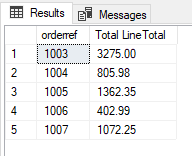 Results Messages
orderref Total LineTotal
1 1003 3275.00
2 1004 805.98
3 1005 1362.35
4 1006 402.99
5 1007 1072.25